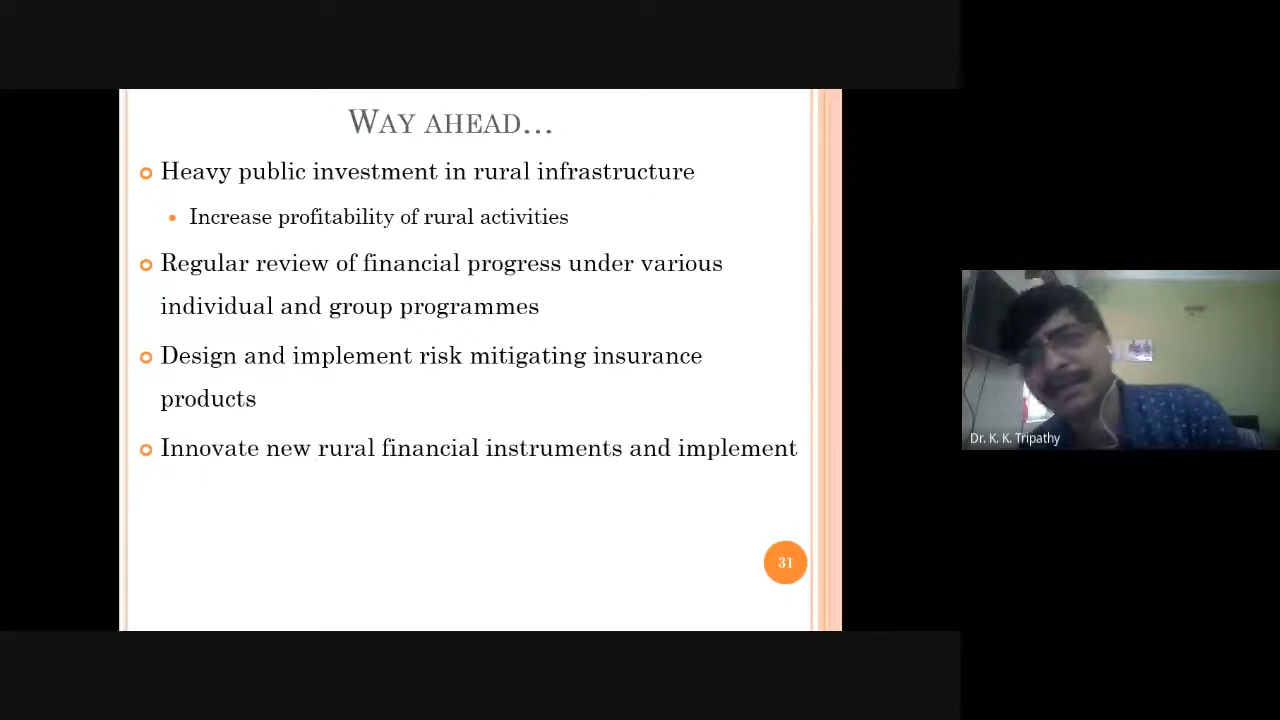 WAY AHEAD...
Heavy public investment in rural infrastructure
Increase profitability of rural activities
Regular review of financial progress under various
individual and group programmes
Design and implement risk mitigating insurance
products
Innovate new rural financial instruments and implement
31
Dr. K. K. Tripathy